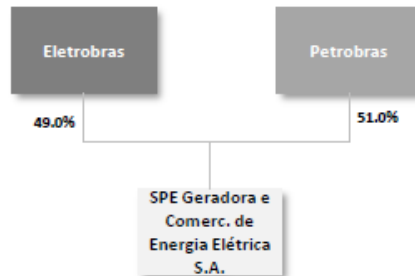 Eletrobras
Petrobras
49.0%
51.0%
SPE Geradora e
Comerc. de
Energia Elétrica
S.A.